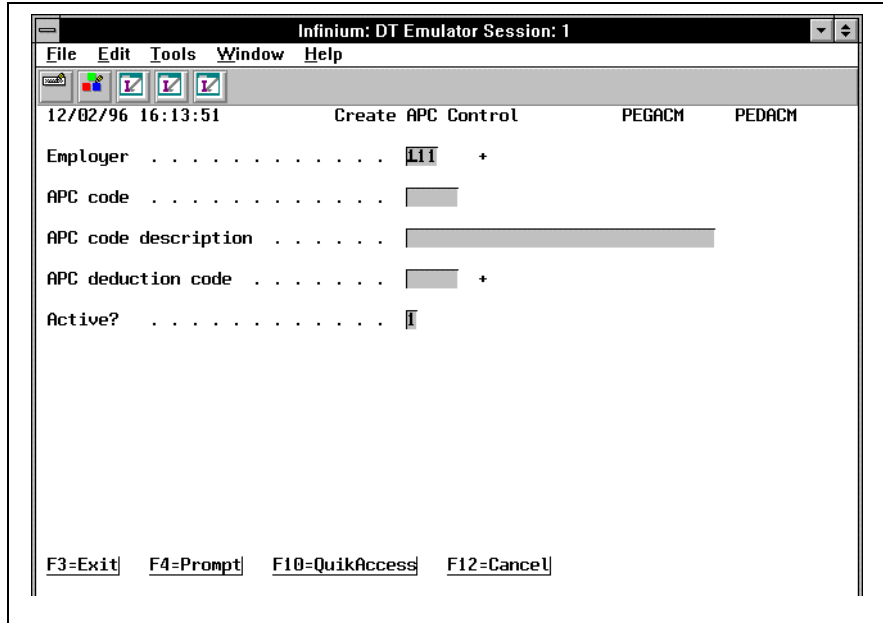 Infinium: DT Emulator Session: 1
File Edit Tools Window Help
12/02/96 16:13:51 Create APC Control PEGACM PEDACM
Employer . . . . . . . . . . . . 111 +
APC code . . . . . . . . . . . .
APC code description . . . . . .
APC deduction code . . . . . . . +
Active? . . . . . . . . . . . . 1
F3=Exit F4=Prompt F10=QuikAccess F12=Cancel